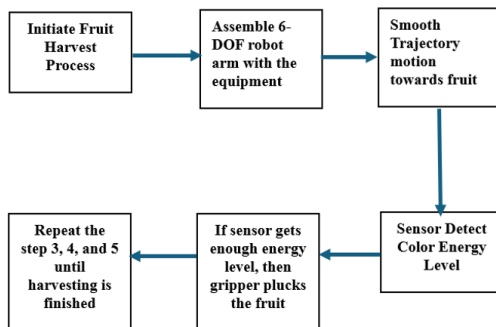 Initiate Fruit
Harvest
Process
Assemble 6-
DOF robot
arm with the
equipment
Smooth
Trajectory
motion
towards fruit
Sensor Detect
Color Energy
Level
If sensor gets
enough energy
level, then
gripper plucks
the fruit
Repeat the
step 3, 4, and 5
until
harvesting is
finished